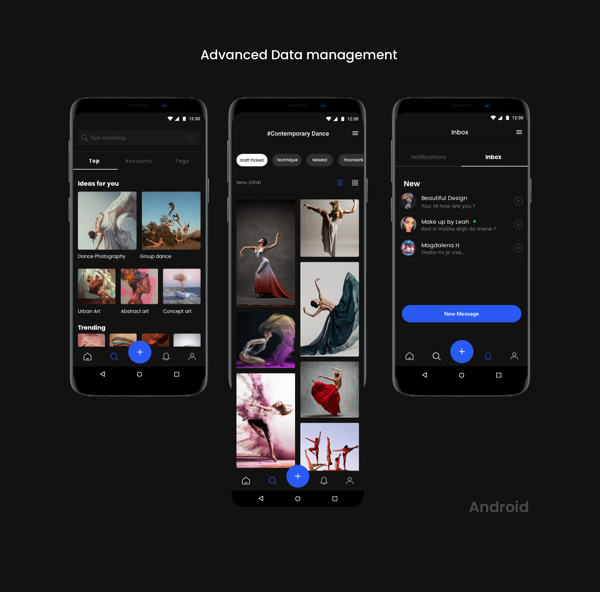 Advanced Data management
12:30
Type something
Top
Accounts
Tags
Ideas for you
Dance Photography
Group dance
Urban Art
Abstract art
Concept art
Trending
12:30
#Contemporary Dance
Staff Picked
Technique
Newest
Floorwork
Items (2414)
12:30
Inbox
Notifications
Inbox
New
Beautiful Design
You: Hi how are you ?
Make up by Leah
Kad si mislila dojti do mene ?
Magdalena H
Dosta mi je vise..
New Message
Android